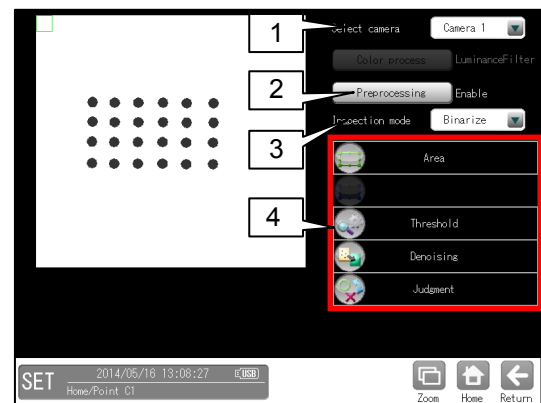 1
Select camera
Camera 1
Color process
LuminanceFilter
2
Preprocessing
Enable
3
Inspection mode
Binarize
4
Area
Threshold
Denoising
Judgment
SET
2014/05/16 13:08:27
E(USB)
Home/Point C1
Zoom
Home
Return